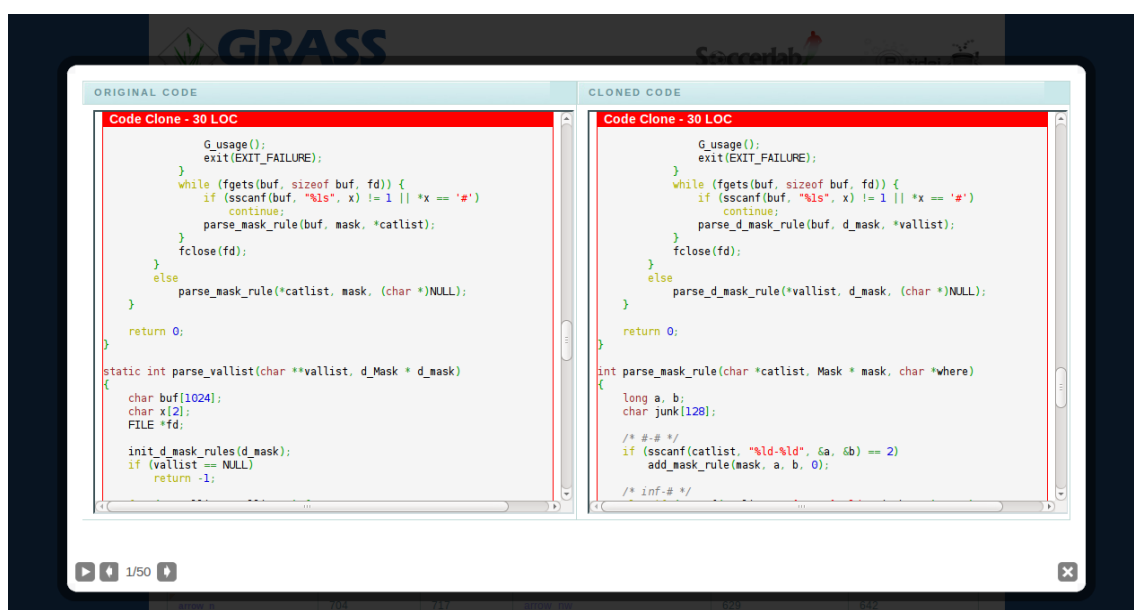 GRASS
Soccerlab
ORIGINAL CODE
Code Clone - 30 LOC
G_usage();
exit(EXIT_FAILURE);
}
while (fgets(buf, sizeof buf, fd)) {
if (sscanf(buf, "%1s", x) != 1 || *x == '#')
continue;
parse_mask_rule(buf, mask, *catlist);
}
fclose(fd);
}
else
parse_mask_rule(*catlist, mask, (char *)NULL);
}
return 0;
}
static int parse_vallist(char **vallist, d_Mask * d_mask)
{
char buf[1024];
char x[2];
FILE *fd;
init_d_mask_rules(d_mask);
if (vallist == NULL)
return -1;
CLONED CODE
Code Clone - 30 LOC
G_usage();
exit(EXIT_FAILURE);
}
while (fgets(buf, sizeof buf, fd)) {
if (sscanf(buf, "%1s", x) != 1 || *x == '#')
continue;
parse_d_mask_rule(buf, d_mask, *vallist);
}
fclose(fd);
}
else
parse_d_mask_rule(*vallist, d_mask, (char *)NULL);
}
return 0;
}
int parse_mask_rule(char *catlist, Mask * mask, char *where)
{
long a, b;
char junk[128];
/* #-# */
if (sscanf(catlist, "%ld-%ld", &a, &b) == 2)
add_mask_rule(mask, a, b, 0);
/* inf-# */
1/50
704 717 629 642